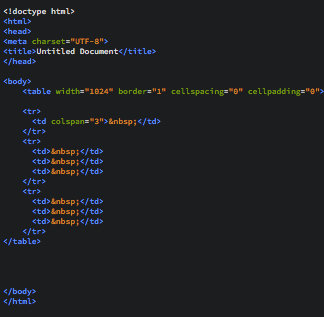 <!doctype html>
<html>
<head>
<meta charset="UTF-8">
<title>Untitled Document</title>
</head>
<body>
<table width="1024" border="1" cellspacing="0" cellpadding="0">
<tr>
<td colspan="3">&nbsp;</td>
</tr>
<tr>
<td>&nbsp;</td>
<td>&nbsp;</td>
<td>&nbsp;</td>
</tr>
<tr>
<td>&nbsp;</td>
<td>&nbsp;</td>
<td>&nbsp;</td>
</tr>
</table>
</body>
</html>